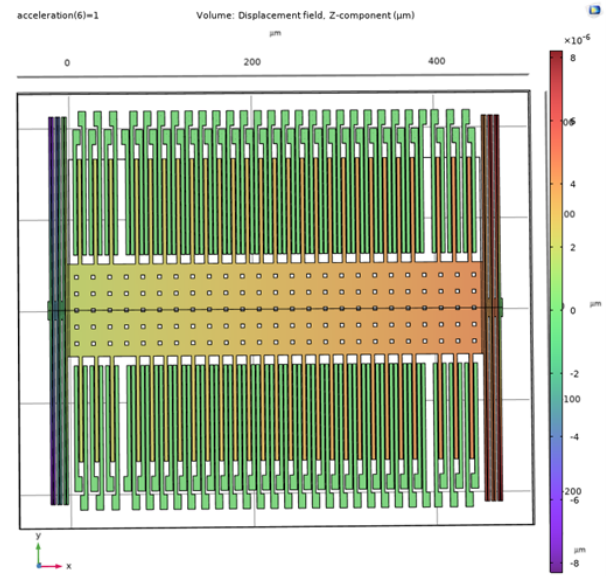 acceleration(6)=1
Volume: Displacement field, Z-component (μm)
μm
0
200
400
×10⁻⁶
8
6
4
00
2
0
μm
-2
100
-4
200
-6
μm
-8
y
x